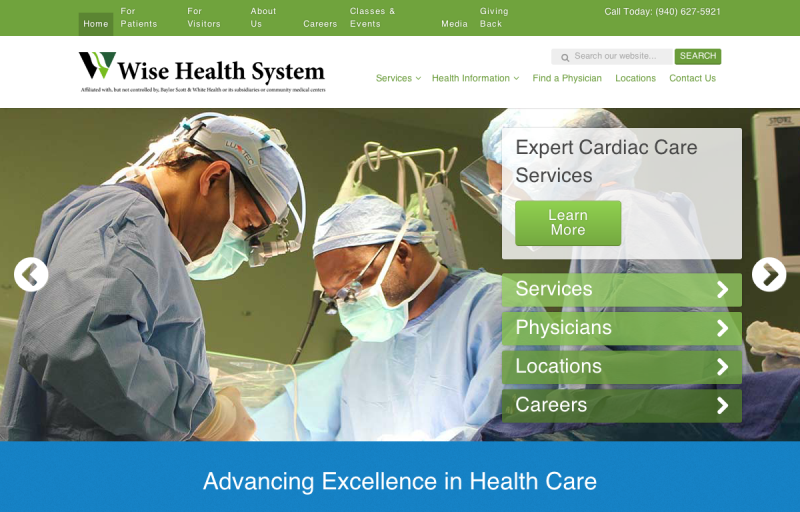 Home
For Patients
For Visitors
About Us
Careers
Classes & Events
Media
Giving Back
Call Today: (940) 627-5921
Wise Health System
Affiliated with, but not controlled by, Baylor Scott & White Health or its subsidiaries or community medical centers
Search our website...
SEARCH
Services
Health Information
Find a Physician
Locations
Contact Us
LUXTEC
Expert Cardiac Care
Services
Learn
More
Services
Physicians
Locations
Careers
Advancing Excellence in Health Care